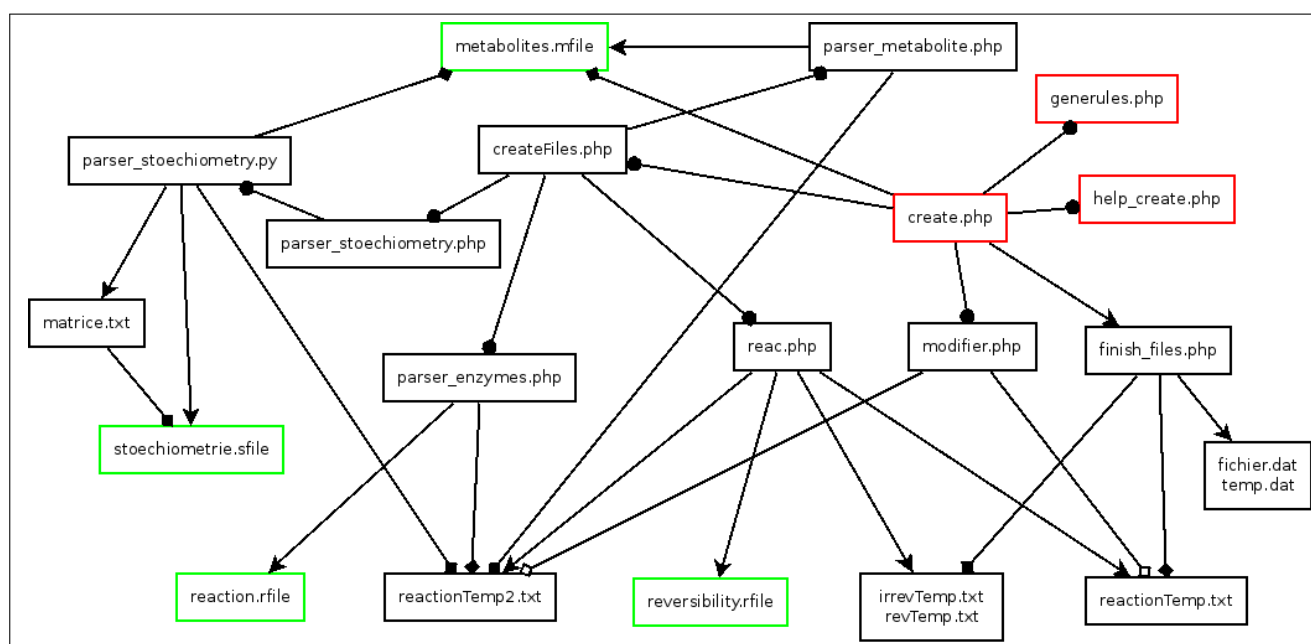 metabolites.mfile
parser_metabolite.php
generules.php
parser_stoechiometry.py
createFiles.php
help_create.php
create.php
parser_stoechiometry.php
matrice.txt
reac.php
modifier.php
finish_files.php
parser_enzymes.php
stoechiometrie.sfile
fichier.dat
temp.dat
reaction.rfile
reactionTemp2.txt
reversibility.rfile
irrevTemp.txt
revTemp.txt
reactionTemp.txt